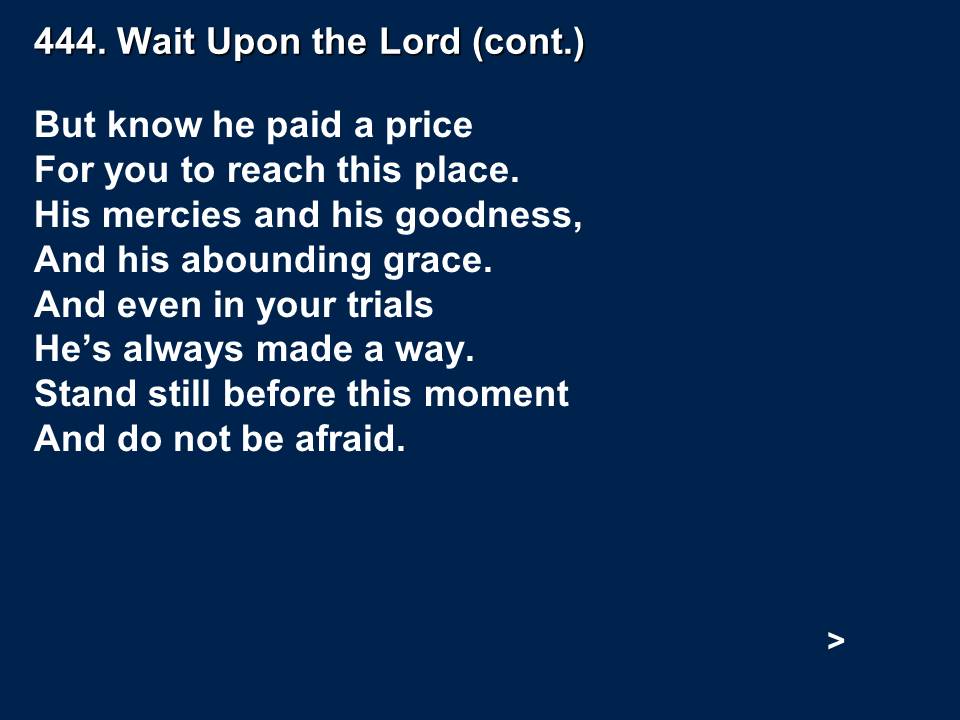 444. Wait Upon the Lord (cont.)
But know he paid a price
For you to reach this place.
His mercies and his goodness,
And his abounding grace.
And even in your trials
He’s always made a way.
Stand still before this moment
And do not be afraid.
>